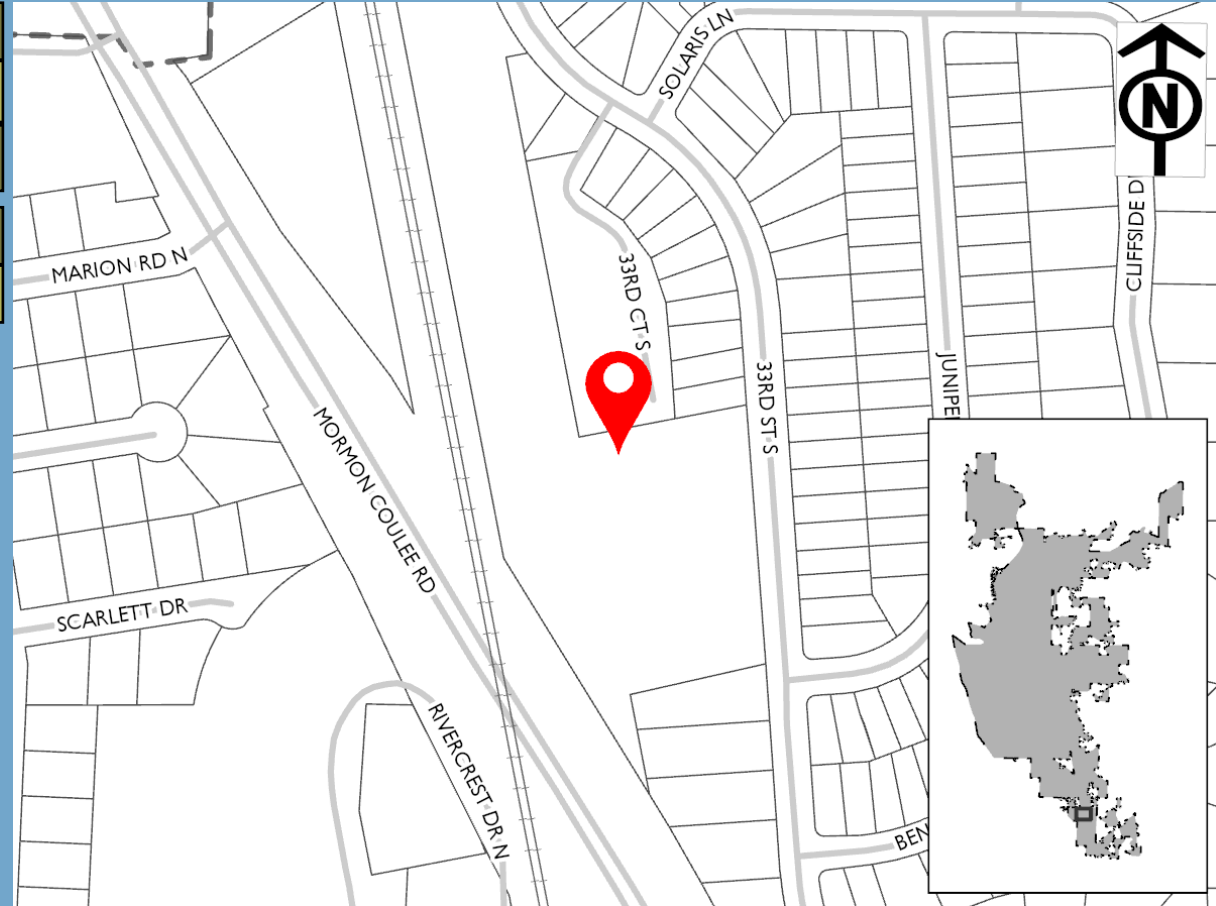 SOLARIS LN
N
CLIFFSIDE D
MARION RD N
33RD CT S
33RD ST S
JUNIPE
MORMON COULEE RD
SCARLETT DR
RIVERCREST DR N
BEN